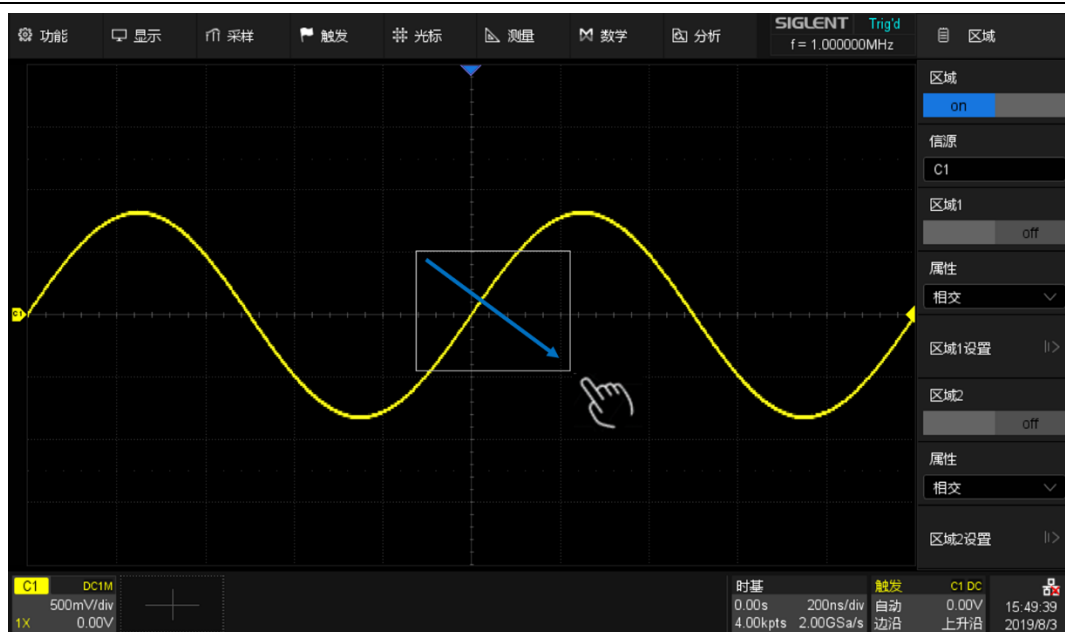 功能 显示 采样 触发 光标 测量 数学 分析 SIGLENT Trig'd
f = 1.000000MHz
区域
区域
on
信源
C1
区域1
off
属性
相交
区域1设置
区域2
off
属性
相交
区域2设置
C1
C1 DC1M
500mV/div
1X 0.00V
时基
0.00s 200ns/div
4.00kpts 2.00GSa/s
触发 C1 DC
自动 0.00V
边沿 上升沿
15:49:39
2019/8/3